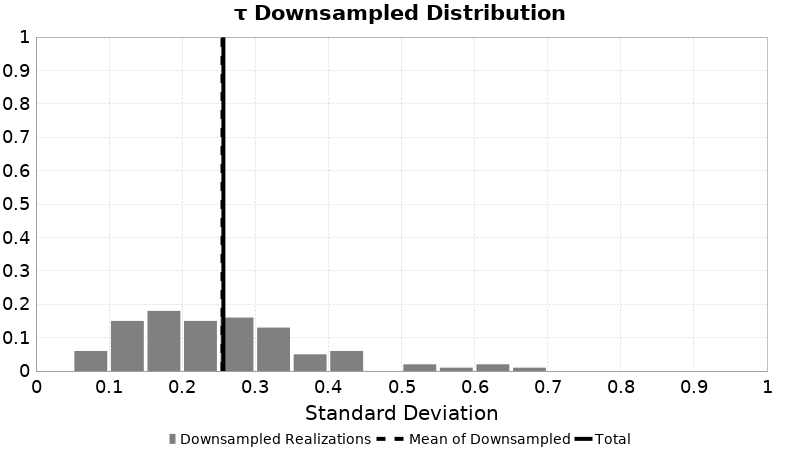 τ Downsampled Distribution
1
0.9
0.8
0.7
0.6
0.5
0.4
0.3
0.2
0.1
0
0 0.1 0.2 0.3 0.4 0.5 0.6 0.7 0.8 0.9 1
Standard Deviation
Downsampled Realizations Mean of Downsampled Total